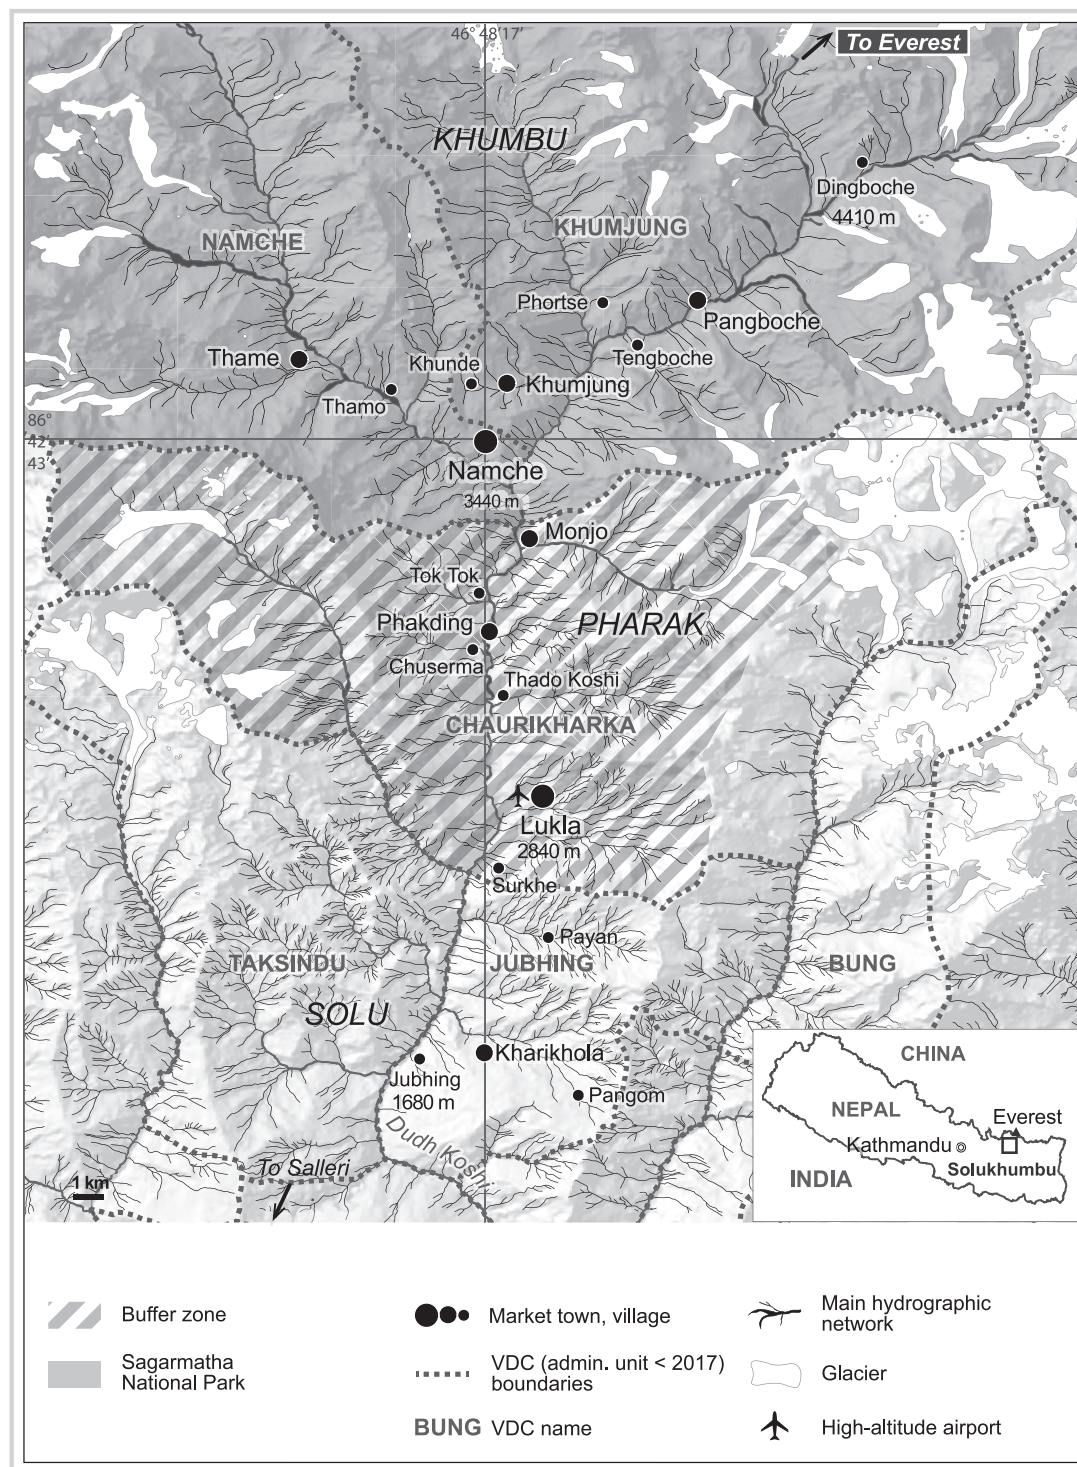 46° 48'17'
To Everest
KHUMBU
Dingboche
4410 m
NAMCHE
KHUMJUNG
Phortse
Pangboche
Thame
Khunde
Tengboche
Khumjung
Thamo
86°
42'
43'
Namche
3440 m
Monjo
Tok Tok
Phakding
PHARAK
Chuserma
Thado Koshi
CHAURIKHARKA
Lukla
2840 m
Surkhe
Payan
TAKSINDU
JUBHING
BUNG
SOLU
Kharikhola
Jubhing
1680 m
Pangom
Dudh Koshi
To Salleri
1 km
CHINA
NEPAL
Everest
Kathmandu
Solukhumbu
INDIA
Buffer zone
Market town, village
Main hydrographic
network
Sagarmatha
National Park
VDC (admin. unit < 2017)
boundaries
Glacier
BUNG VDC name
High-altitude airport